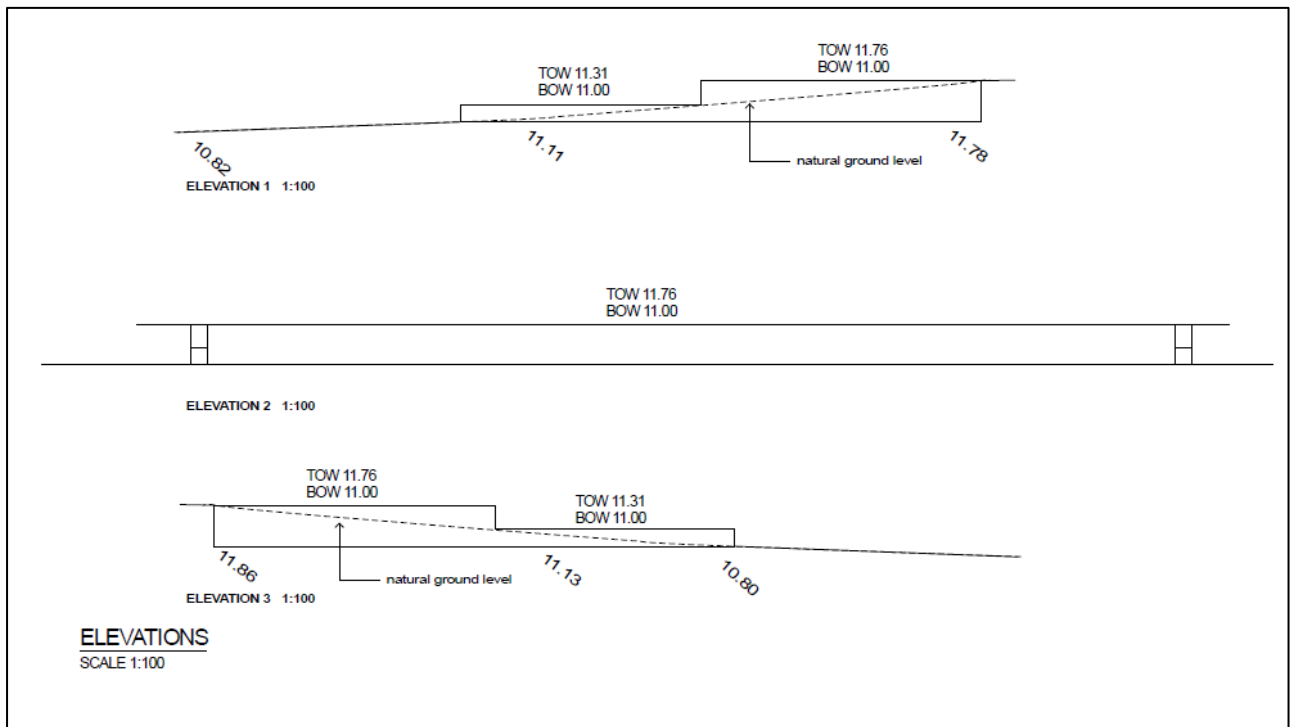 TOW 11.76
BOW 11.00
TOW 11.31
BOW 11.00
10.82
11.11
11.78
natural ground level
ELEVATION 1 1:100
TOW 11.76
BOW 11.00
ELEVATION 2 1:100
TOW 11.76
BOW 11.00
TOW 11.31
BOW 11.00
11.86
11.13
10.80
natural ground level
ELEVATION 3 1:100
ELEVATIONS
SCALE 1:100